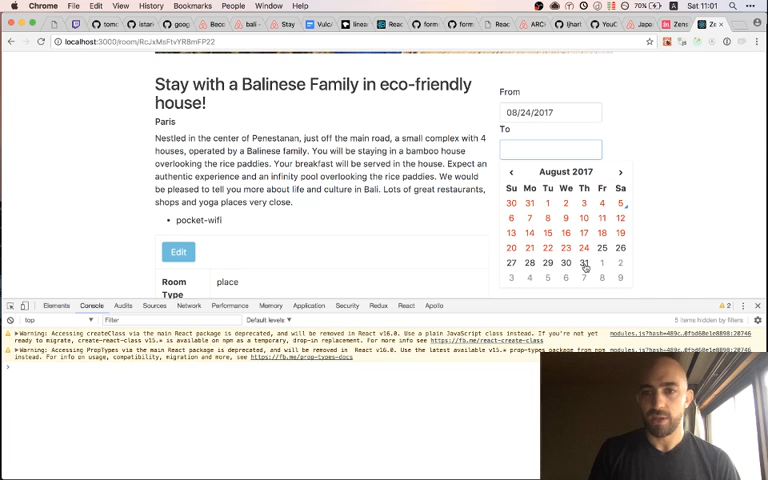 Chrome File Edit View History Bookmarks People Window Help 70% Sat 11:01
localhost:3000/room/RcJxMsFtvYR8mFP22
Stay with a Balinese Family in eco-friendly
house!
Paris
Nestled in the center of Penestanan, just off the main road, a small complex with 4
houses, operated by a Balinese family. You will be staying in a bamboo house
overlooking the rice paddies. Your breakfast will be served in the house. Expect an
authentic experience and an infinity pool overlooking the rice paddies. We would
be pleased to tell you more about life and culture in Bali. Lots of great restaurants,
shops and yoga places very close.
pocket-wifi
Edit
Room
Type
place
From
08/24/2017
To
‹ August 2017 ›
Su Mo Tu We Th Fr Sa
30 31 1 2 3 4 5
6 7 8 9 10 11 12
13 14 15 16 17 18 19
20 21 22 23 24 25 26
27 28 29 30 31 1 2
3 4 5 6 7 8 9
Elements Console Audits Sources Network Performance Memory Application Security Redux React Apollo 2
top Filter Default levels 5 items hidden by filters
Warning: Accessing createClass via the main React package is deprecated, and will be removed in React v16.0. Use a plain JavaScript class instead. If you're not yet
ready to migrate, create-react-class v15.* is available on npm as a temporary, drop-in replacement. For more info see https://fb.me/react-create-class
Warning: Accessing PropTypes via the main React package is deprecated, and will be removed in React v16.0. Use the latest available v15.* prop-types package from npm
instead. For info on usage, compatibility, migration and more, see https://fb.me/prop-types-docs